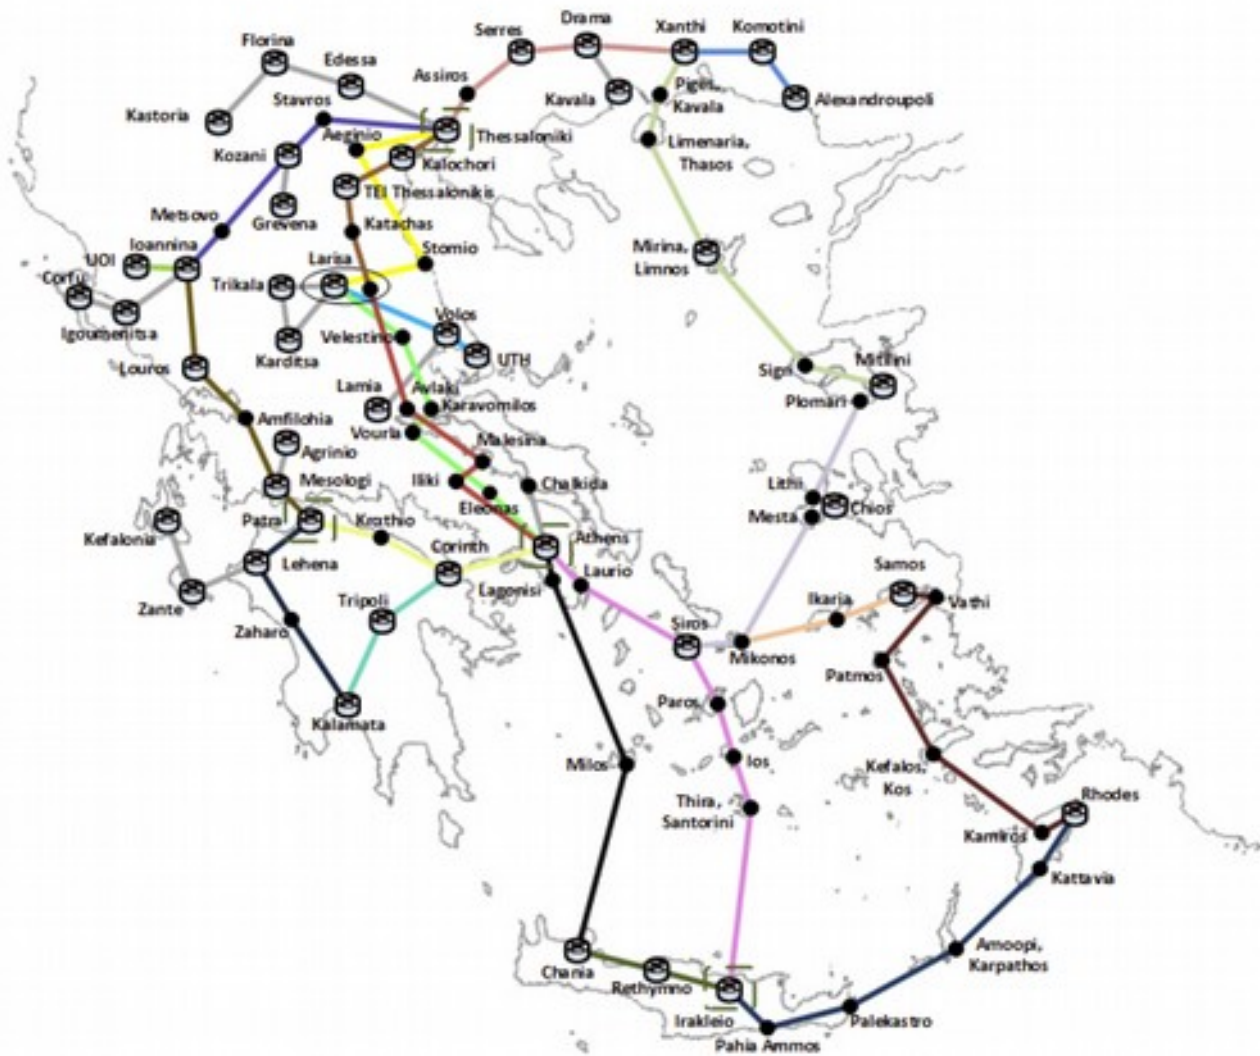 Drama
Serres
Xanthi
Komotini
Florina
Edessa
Assiros
Piges,
Kavala
Kavala
Alexandroupoli
Stavros
Kastoria
Aeginio
Thessaloniki
Limenaria,
Thasos
Kozani
Kalochori
TEI Thessalonikis
Grevena
Metsovo
Katachas
Ioannina
UOI
Larisa
Stomio
Mirina,
Limnos
Corfu
Trikala
Igoumenitsa
Volos
Velestino
Karditsa
UTH
Louros
Sigri
Mitilini
Lamia
Avlaki
Karavomilos
Plomari
Amfilohia
Vourla
Malesina
Agrinio
Mesologi
Iliki
Chalkida
Lithi
Eleonas
Chios
Mesta
Patra
Krathio
Kefalonia
Athens
Corinth
Lehena
Laurio
Lagonisi
Samos
Zante
Tripoli
Ikaria
Vathi
Zaharo
Siros
Mikonos
Patmos
Paros
Kalamata
Milos
Ios
Kefalos,
Kos
Rhodes
Thira,
Santorini
Kamiros
Kattavia
Amoopi,
Karpathos
Chania
Rethymno
Irakleio
Palekastro
Pahia Ammos